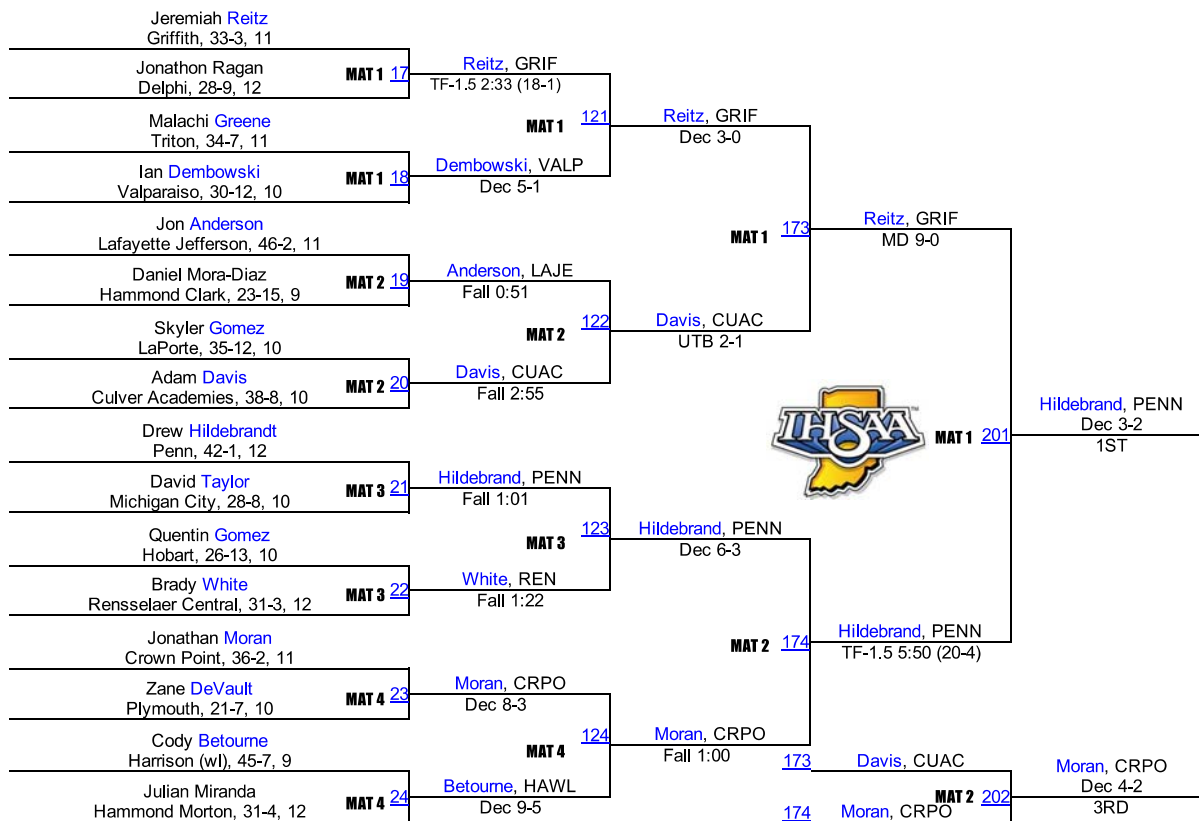 Jeremiah Reitz
Griffith, 33-3, 11
Jonathon Ragan
Delphi, 28-9, 12
MAT 1 17
Reitz, GRIF
TF-1.5 2:33 (18-1)
Malachi Greene
Triton, 34-7, 11
Ian Dembowski
Valparaiso, 30-12, 10
MAT 1 18
Dembowski, VALP
Dec 5-1
MAT 1 121
Reitz, GRIF
Dec 3-0
Jon Anderson
Lafayette Jefferson, 46-2, 11
Daniel Mora-Diaz
Hammond Clark, 23-15, 9
MAT 2 19
Anderson, LAJE
Fall 0:51
Skyler Gomez
LaPorte, 35-12, 10
Adam Davis
Culver Academies, 38-8, 10
MAT 2 20
Davis, CUAC
Fall 2:55
MAT 2 122
Davis, CUAC
UTB 2-1
MAT 1 173
Reitz, GRIF
MD 9-0
Drew Hildebrandt
Penn, 42-1, 12
David Taylor
Michigan City, 28-8, 10
MAT 3 21
Hildebrand, PENN
Fall 1:01
Quentin Gomez
Hobart, 26-13, 10
Brady White
Rensselaer Central, 31-3, 12
MAT 3 22
White, REN
Fall 1:22
MAT 3 123
Hildebrand, PENN
Dec 6-3
Jonathan Moran
Crown Point, 36-2, 11
Zane DeVault
Plymouth, 21-7, 10
MAT 4 23
Moran, CRPO
Dec 8-3
Cody Betourne
Harrison (wl), 45-7, 9
Julian Miranda
Hammond Morton, 31-4, 12
MAT 4 24
Betourne, HAWL
Dec 9-5
MAT 4 124
Moran, CRPO
Fall 1:00
MAT 2 174
Hildebrand, PENN
TF-1.5 5:50 (20-4)
IHSAA™
MAT 1 201
Hildebrand, PENN
Dec 3-2
1ST
173 Davis, CUAC
174 Moran, CRPO
MAT 2 202
Moran, CRPO
Dec 4-2
3RD